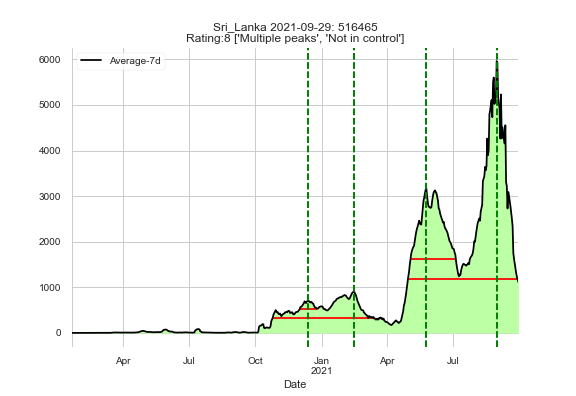 Sri_Lanka 2021-09-29: 516465
Rating:8 ['Multiple peaks', 'Not in control']
Average-7d
6000
5000
4000
3000
2000
1000
0
Apr Jul Oct Jan Apr Jul
2021
Date